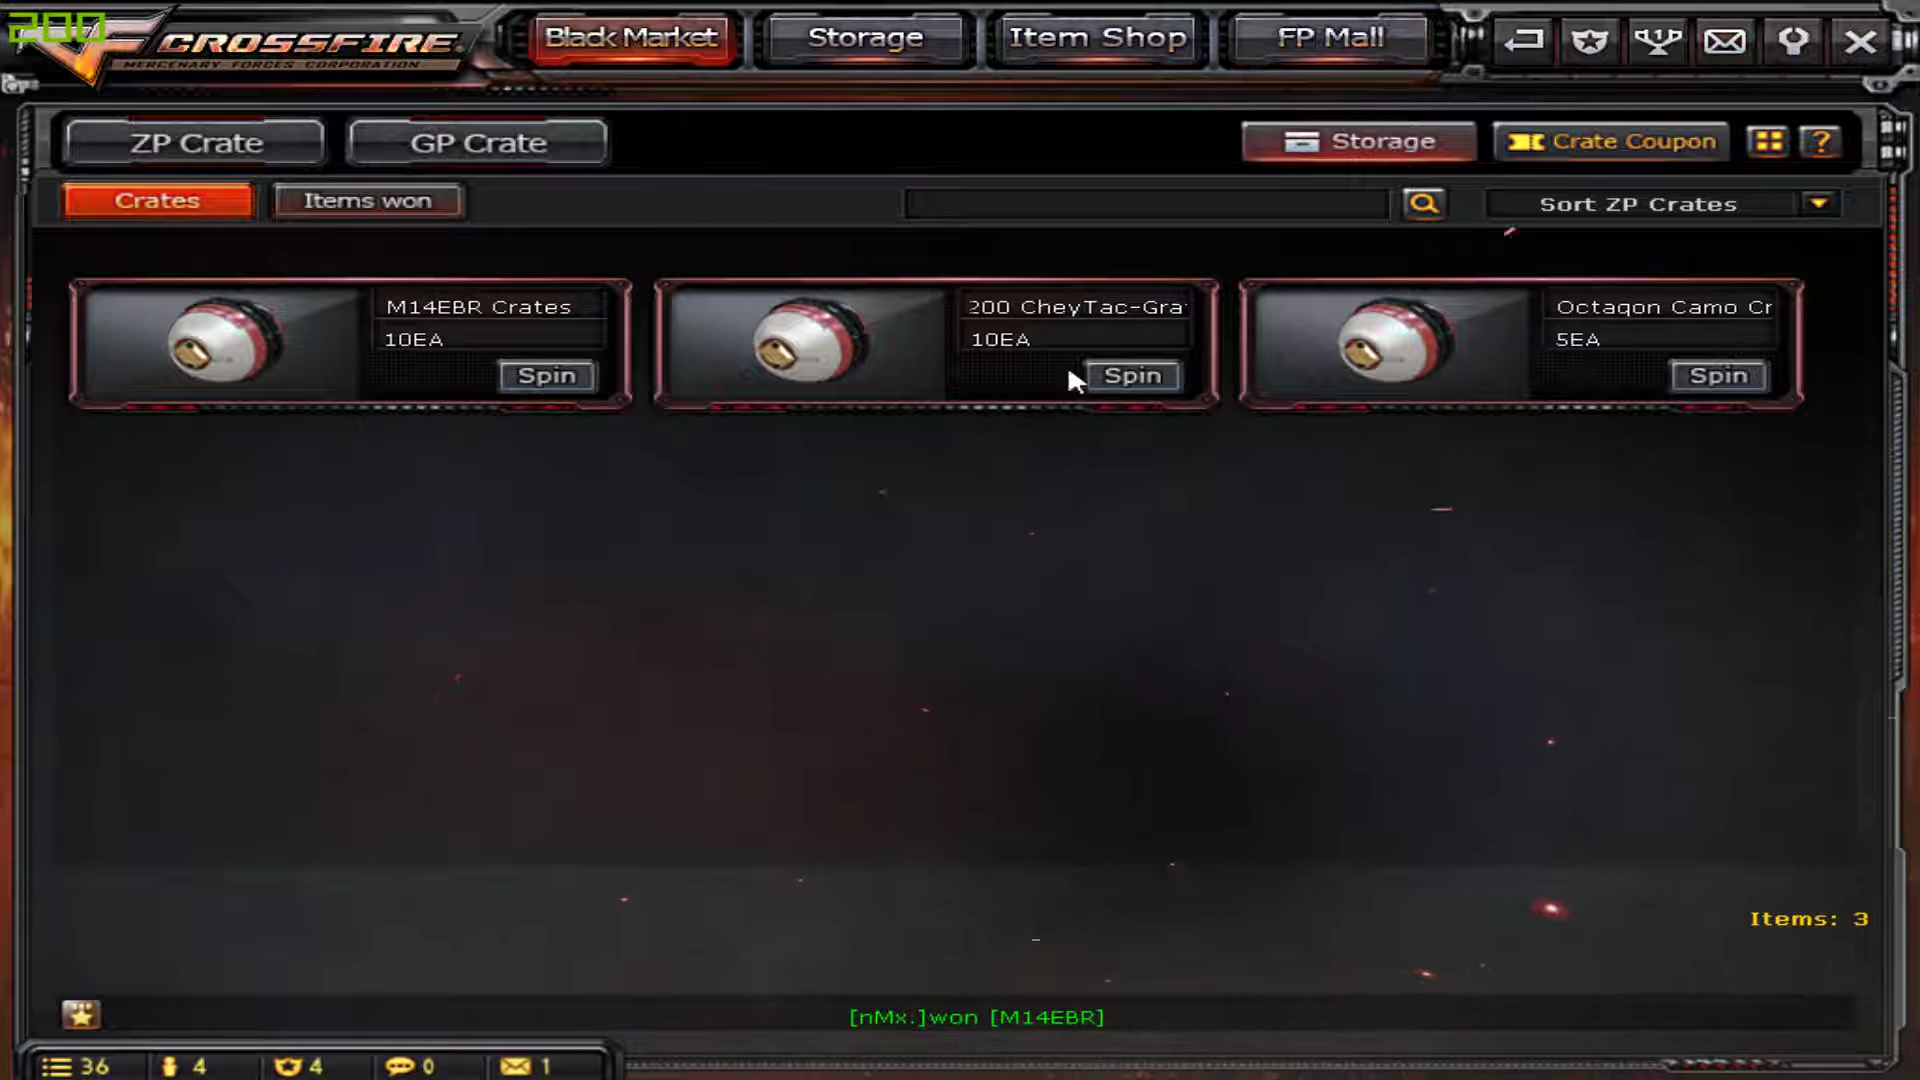 200
CROSSFIRE
MERCENARY FORCES CORPORATION
Black Market
Storage
Item Shop
FP Mall
ZP Crate
GP Crate
Storage
Crate Coupon
?
Crates
Items won
Sort ZP Crates
M14EBR Crates
10EA
Spin
200 CheyTac-Gra
10EA
Spin
Octagon Camo Cr
5EA
Spin
Items: 3
[nMx:]won [M14EBR]
36
4
4
0
1